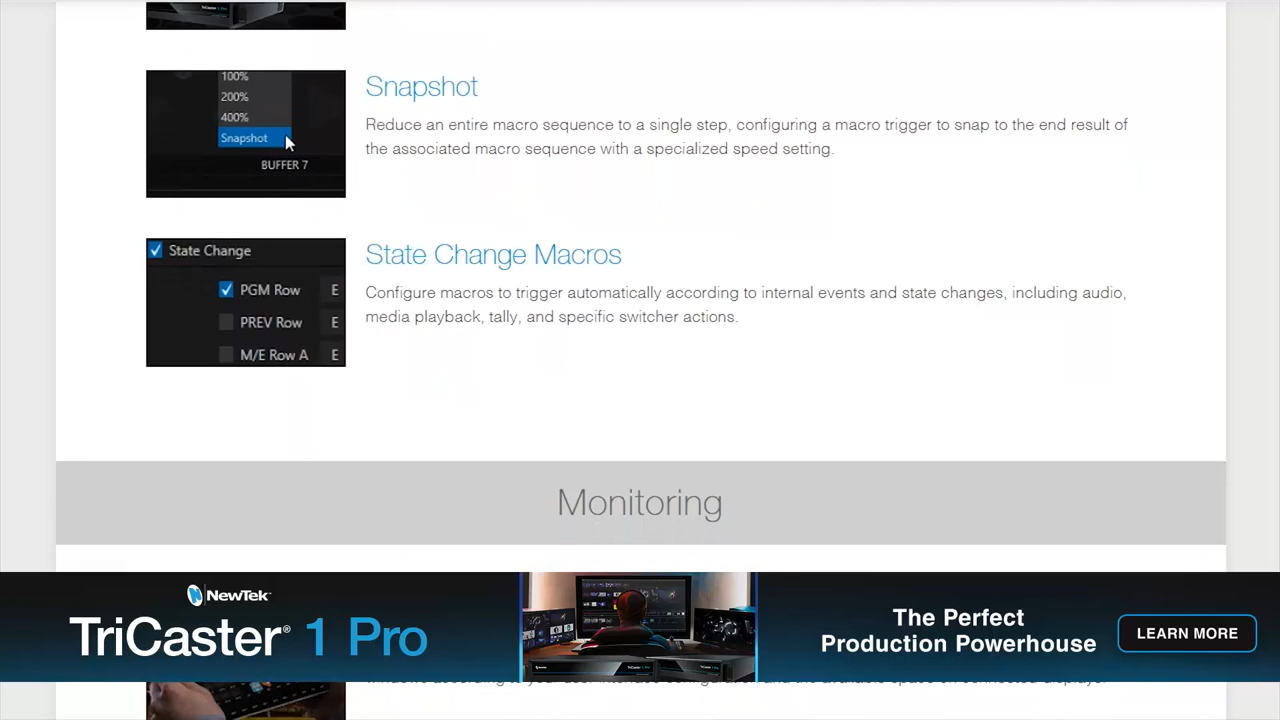 100%
200%
400%
Snapshot
BUFFER 7
Snapshot
Reduce an entire macro sequence to a single step, configuring a macro trigger to snap to the end result of
the associated macro sequence with a specialized speed setting.
State Change
PGM Row E
PREV Row E
M/E Row A E
State Change Macros
Configure macros to trigger automatically according to internal events and state changes, including audio,
media playback, tally, and specific switcher actions.
Monitoring
NewTek
TriCaster® 1 Pro
The Perfect
Production Powerhouse
LEARN MORE